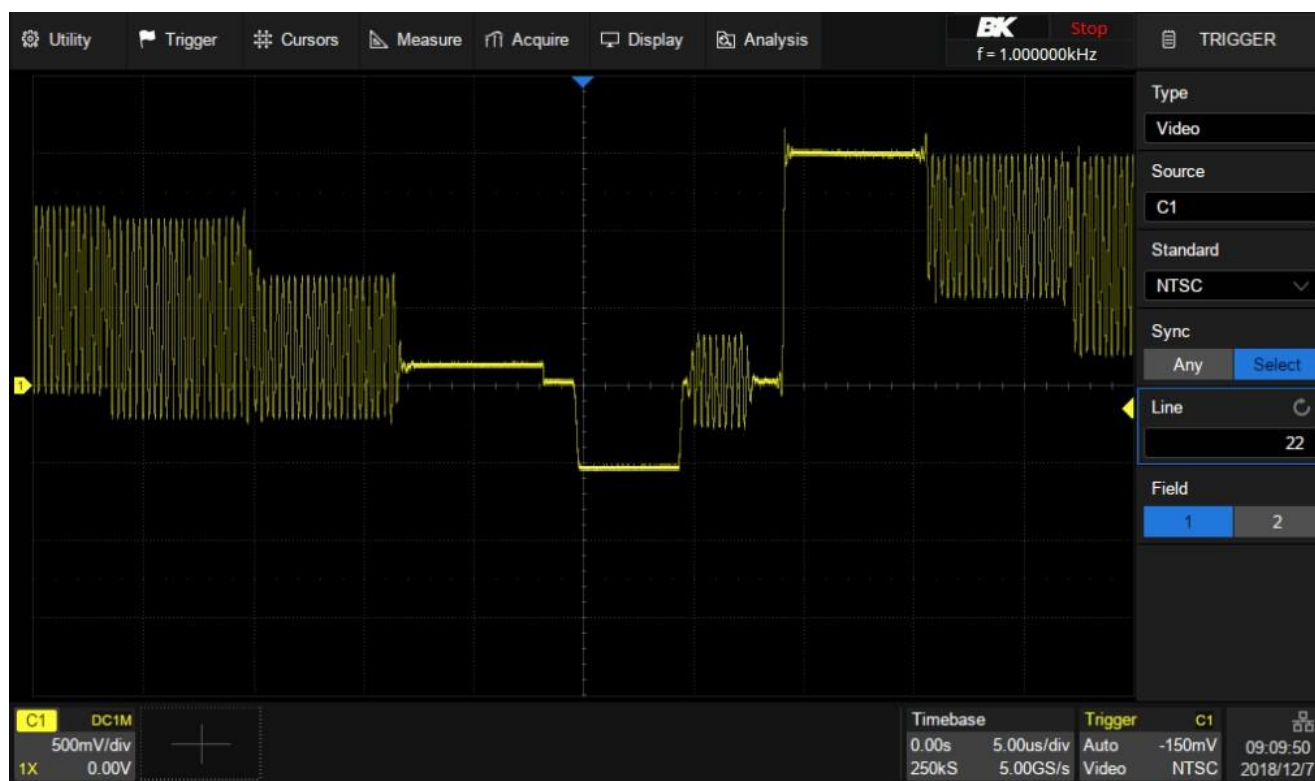 Utility Trigger Cursors Measure Acquire Display Analysis BK Stop TRIGGER
f = 1.000000kHz
Type
Video
Source
C1
Standard
NTSC
Sync
Any Select
Line
22
Field
1 2
1
C1 DC1M
500mV/div
1X 0.00V
Timebase
0.00s 5.00us/div
250kS 5.00GS/s
Trigger C1
Auto -150mV
Video NTSC
09:09:50
2018/12/7